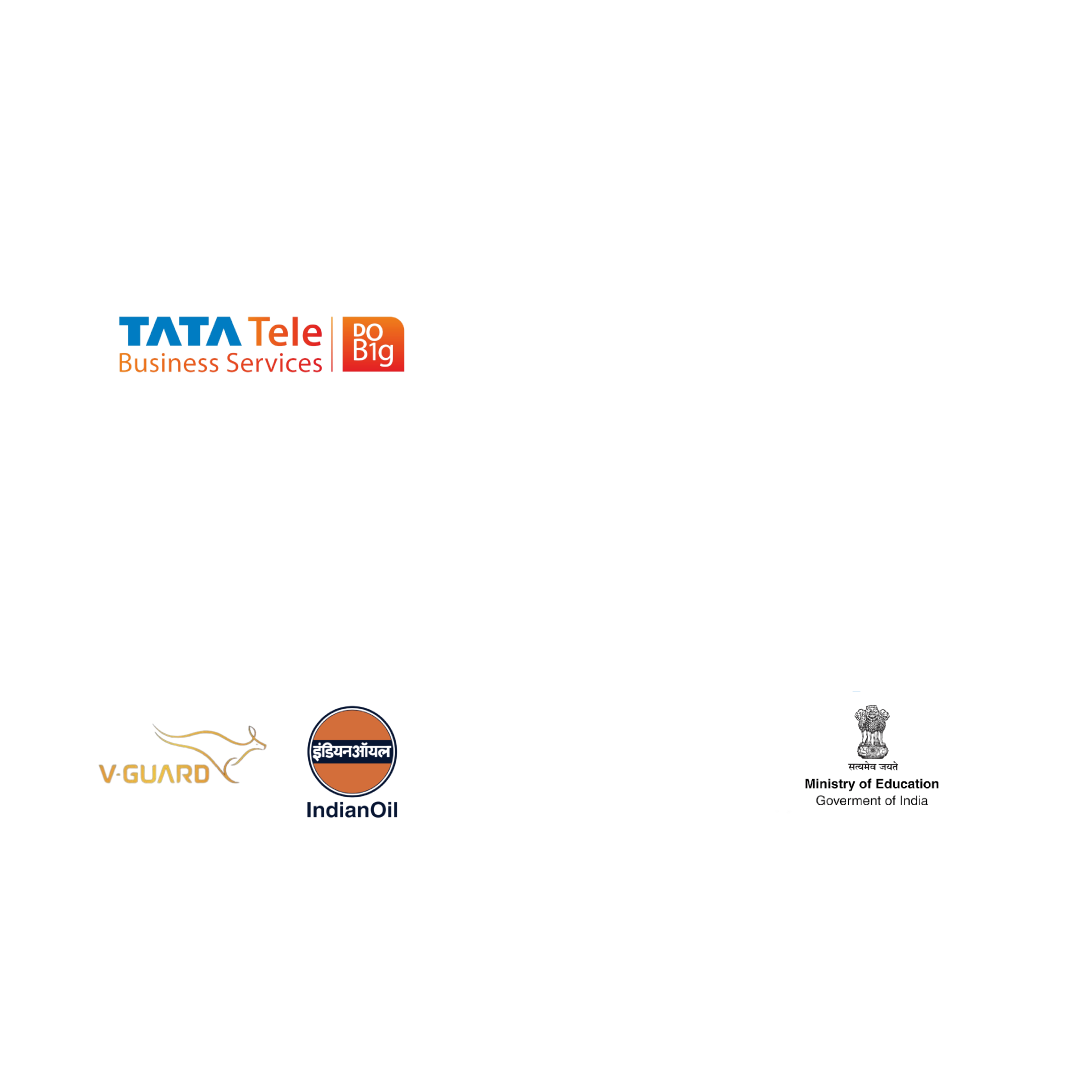 TATA Tele
Business Services
DO
B1g
V-GUARD
इंडियनऑयल
IndianOil
सत्यमेव जयते
Ministry of Education
Goverment of India